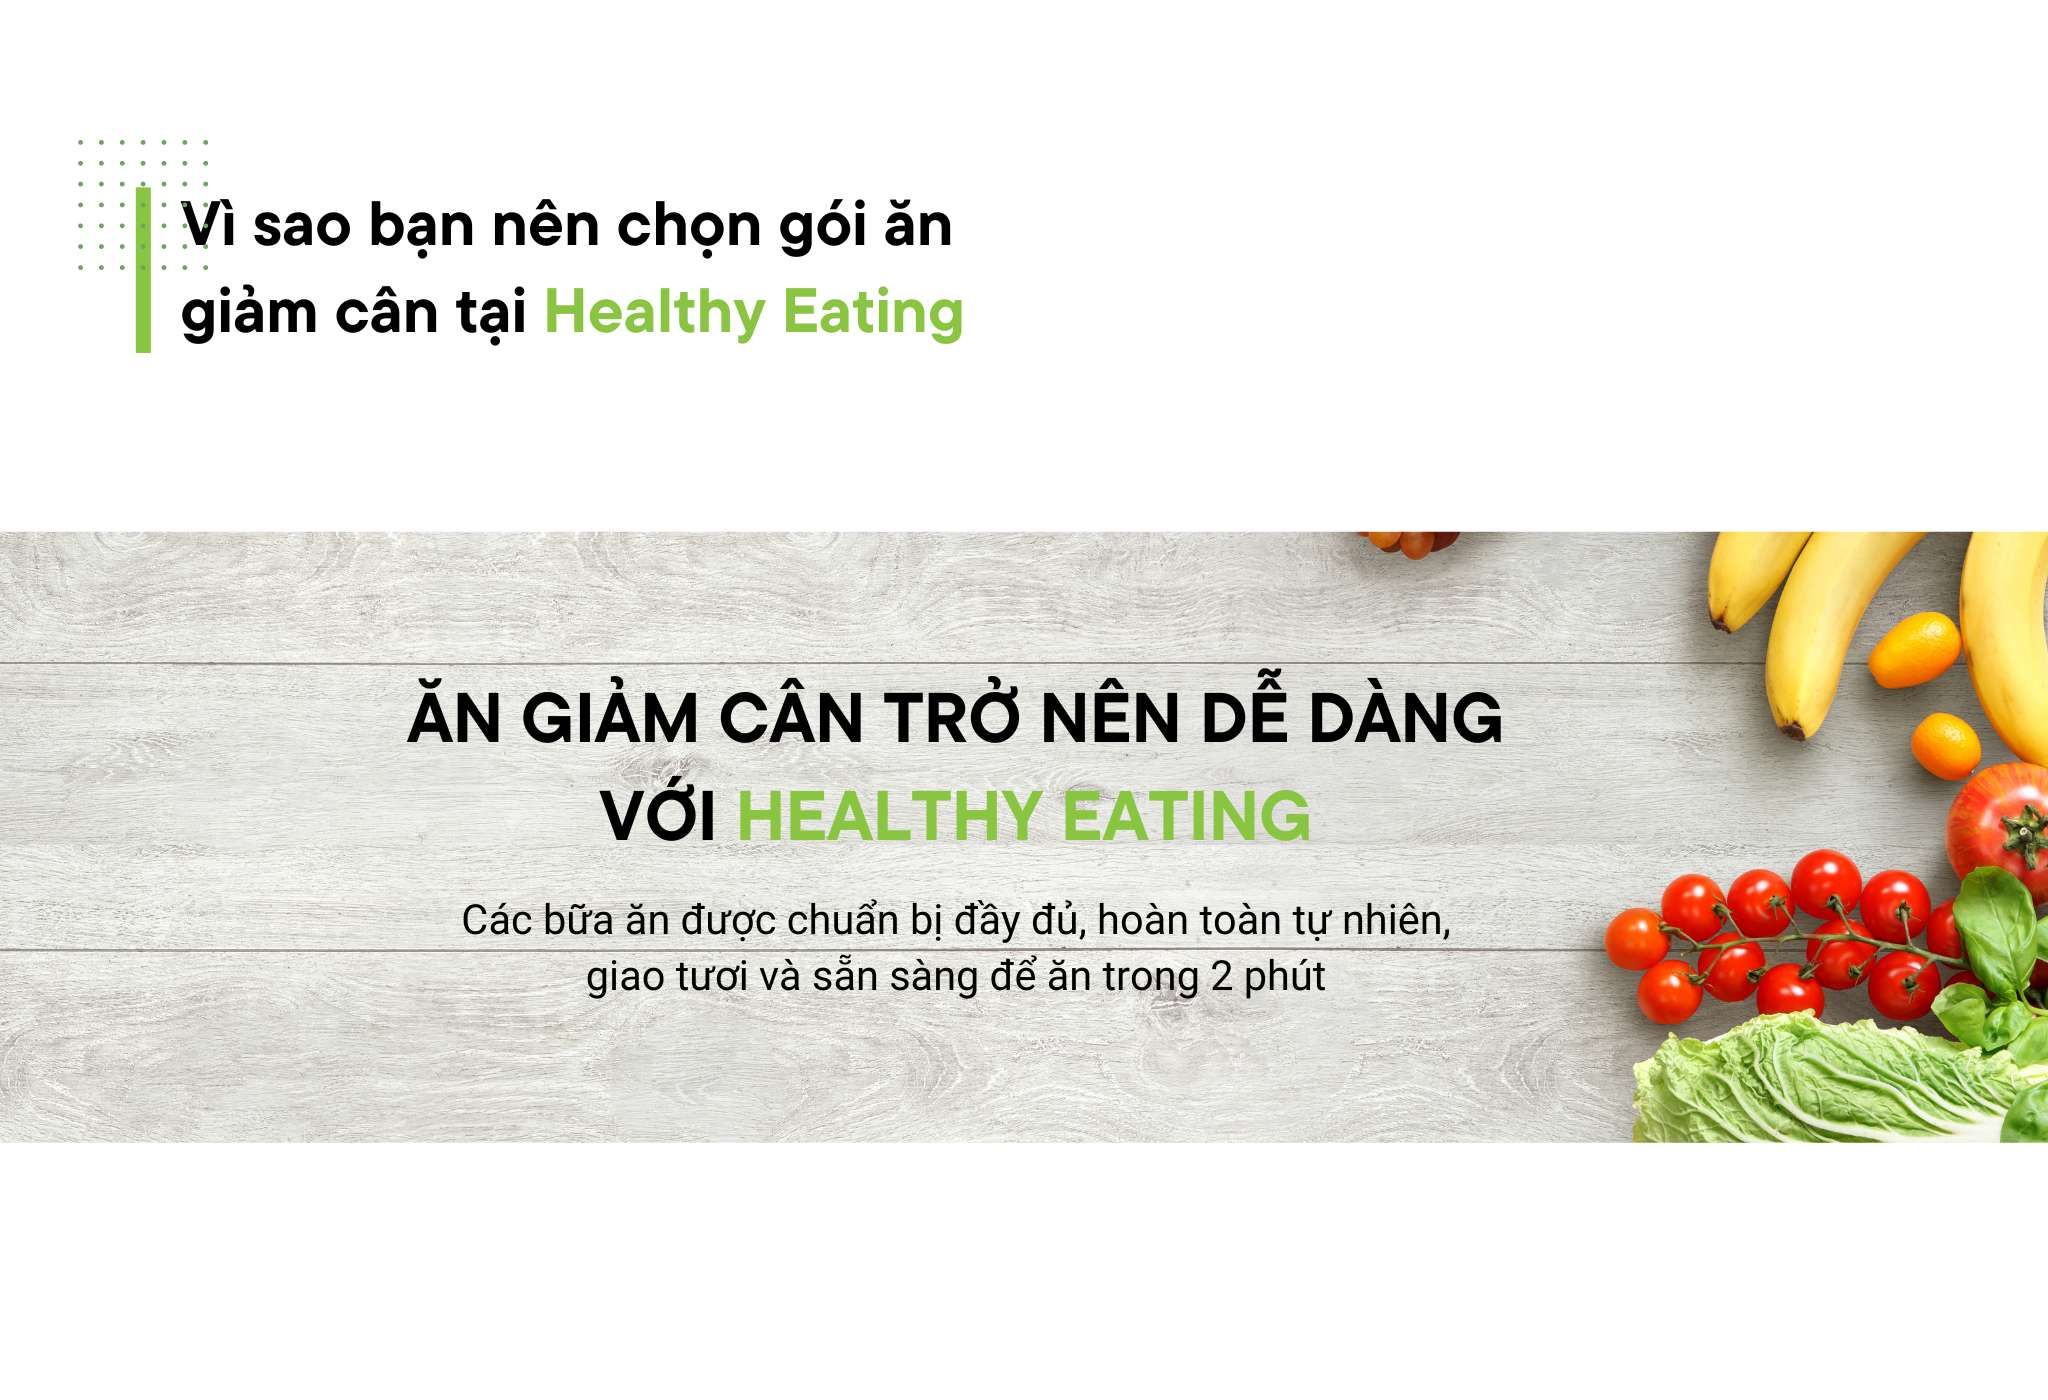 Vì sao bạn nên chọn gói ăn
giảm cân tại Healthy Eating
ĂN GIẢM CÂN TRỞ NÊN DỄ DÀNG
VỚI HEALTHY EATING
Các bữa ăn được chuẩn bị đầy đủ, hoàn toàn tự nhiên,
giao tươi và sẵn sàng để ăn trong 2 phút